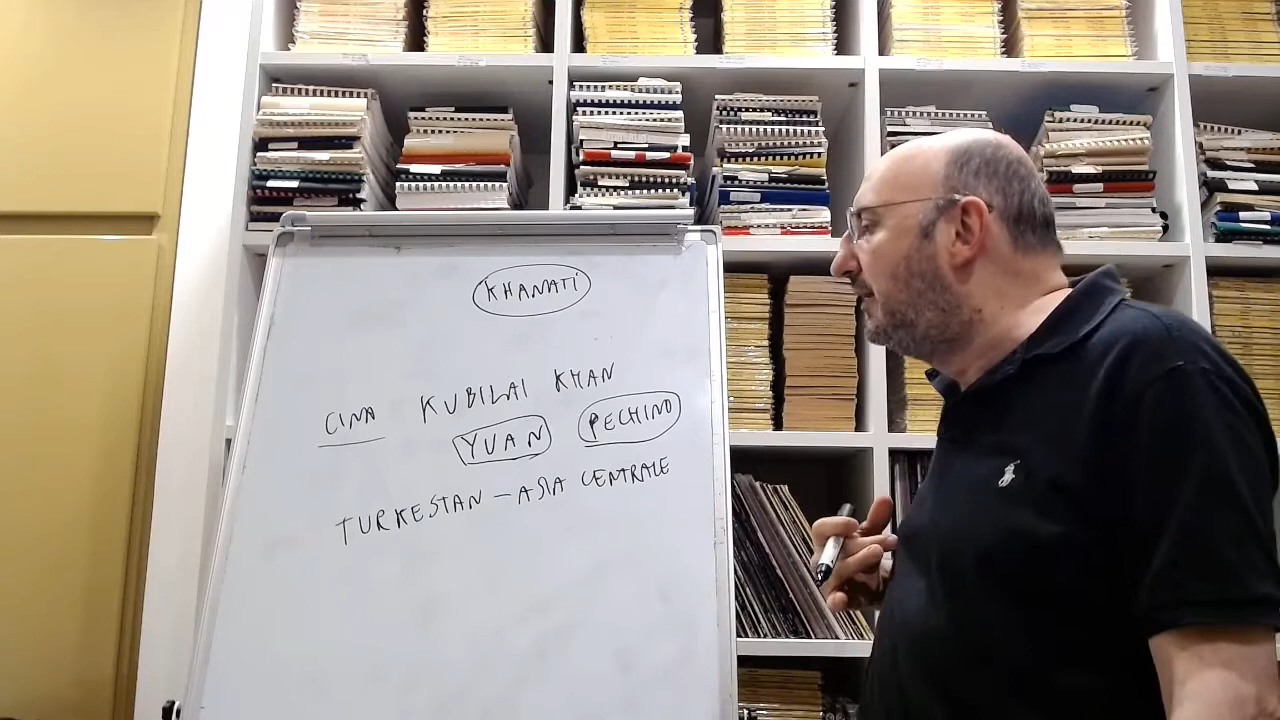 KHANATI
CINA KUBILAI KHAN
YUAN PECHINO
TURKESTAN - ASIA CENTRALE